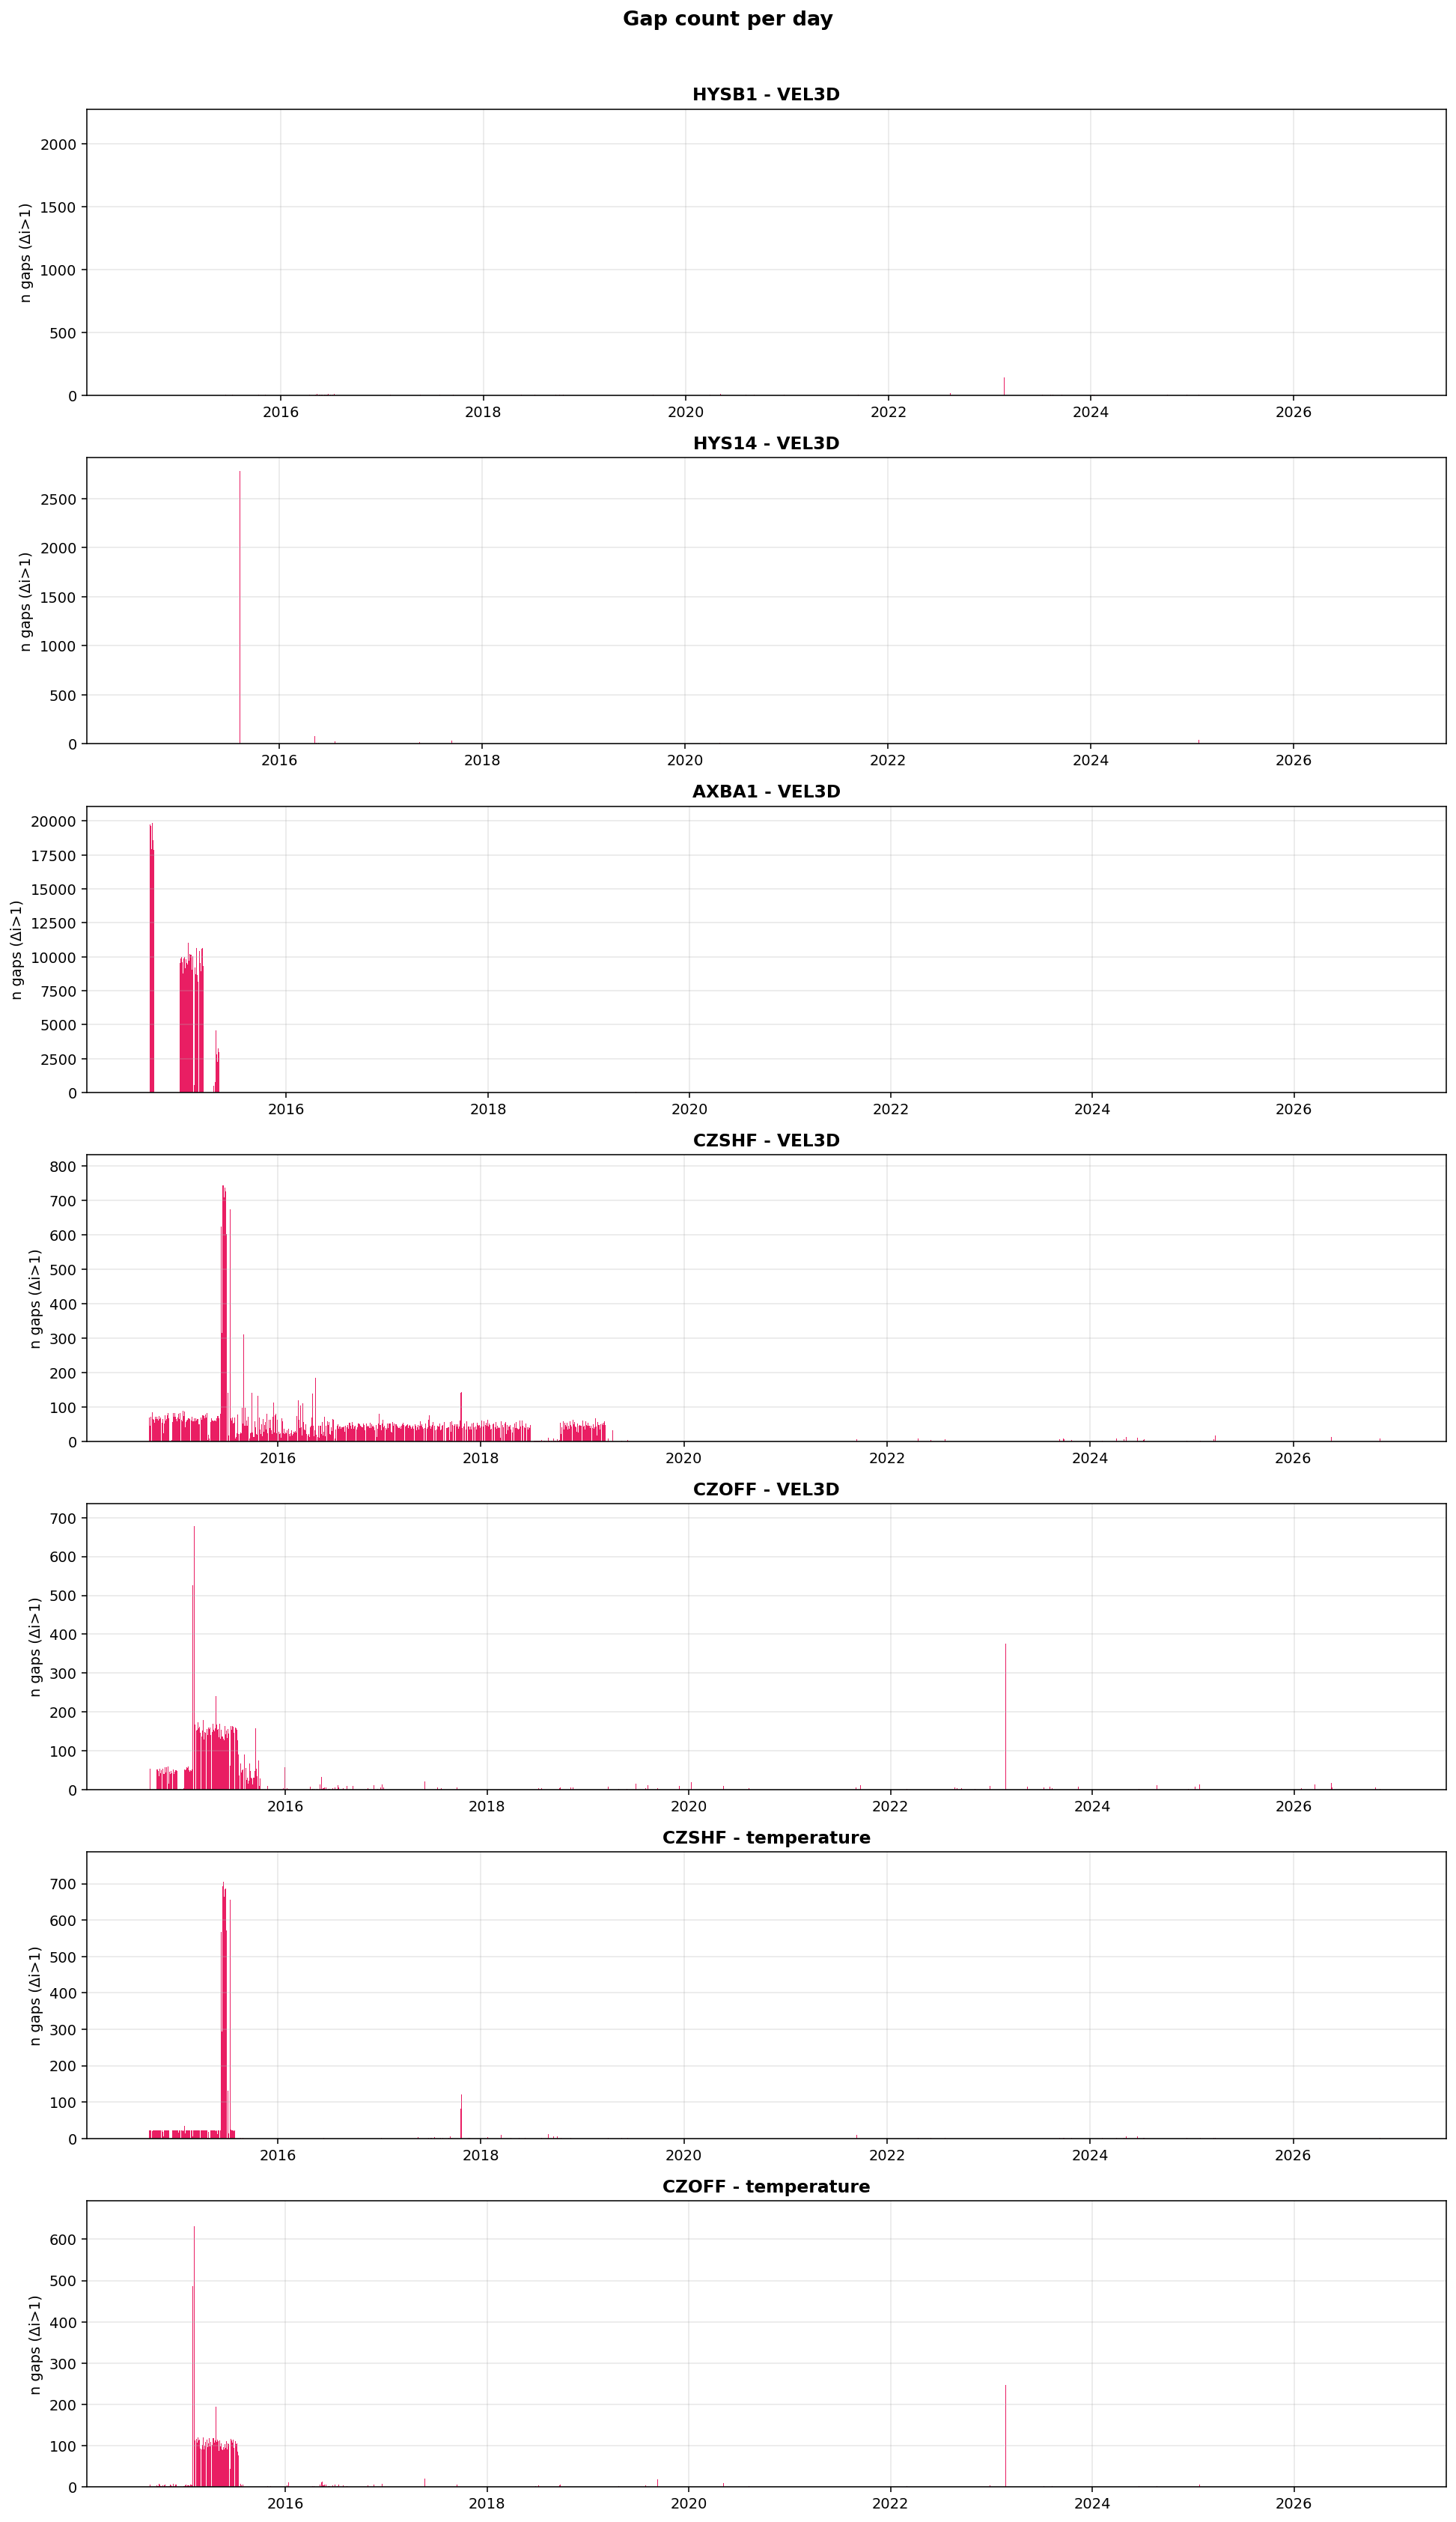 Gap count per day
HYSB1 - VEL3D
n gaps (Δi>1)
2000
1500
1000
500
0
2016 2018 2020 2022 2024 2026
HYS14 - VEL3D
n gaps (Δi>1)
2500
2000
1500
1000
500
0
2016 2018 2020 2022 2024 2026
AXBA1 - VEL3D
n gaps (Δi>1)
20000
17500
15000
12500
10000
7500
5000
2500
0
2016 2018 2020 2022 2024 2026
CZSHF - VEL3D
n gaps (Δi>1)
800
700
600
500
400
300
200
100
0
2016 2018 2020 2022 2024 2026
CZOFF - VEL3D
n gaps (Δi>1)
700
600
500
400
300
200
100
0
2016 2018 2020 2022 2024 2026
CZSHF - temperature
n gaps (Δi>1)
700
600
500
400
300
200
100
0
2016 2018 2020 2022 2024 2026
CZOFF - temperature
n gaps (Δi>1)
600
500
400
300
200
100
0
2016 2018 2020 2022 2024 2026